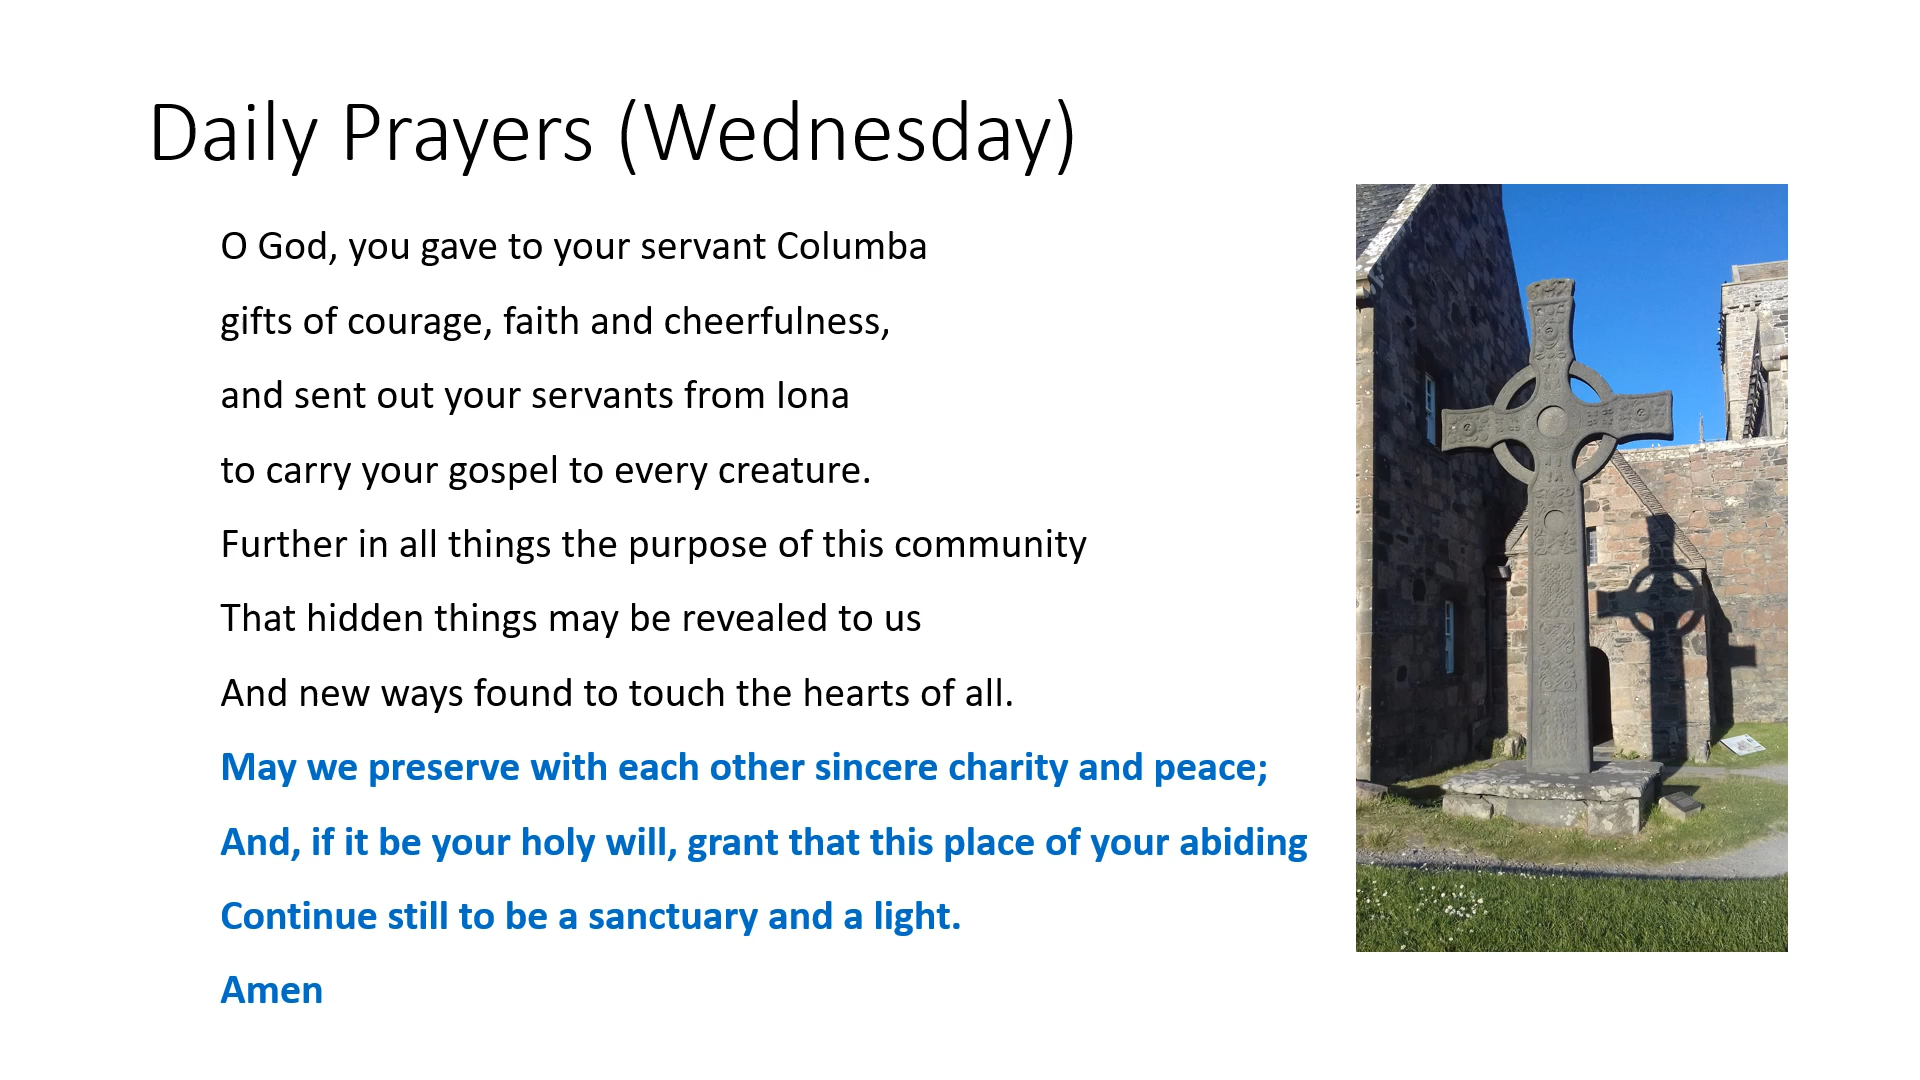 Daily Prayers (Wednesday)
O God, you gave to your servant Columba
gifts of courage, faith and cheerfulness,
and sent out your servants from Iona
to carry your gospel to every creature.
Further in all things the purpose of this community
That hidden things may be revealed to us
And new ways found to touch the hearts of all.
May we preserve with each other sincere charity and peace;
And, if it be your holy will, grant that this place of your abiding
Continue still to be a sanctuary and a light.
Amen